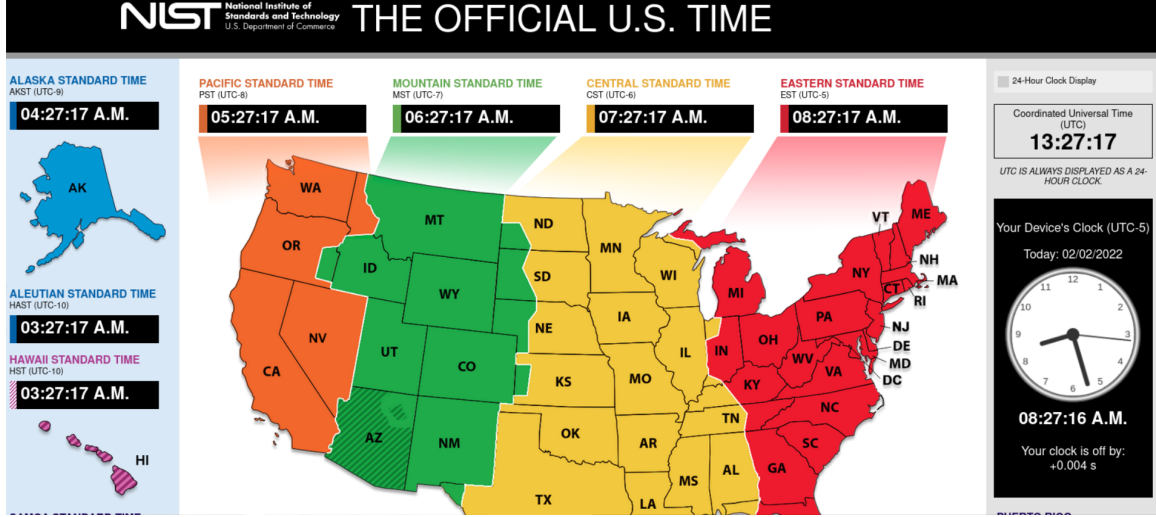 NIST
National Institute of
Standards and Technology
U.S. Department of Commerce
THE OFFICIAL U.S. TIME
ALASKA STANDARD TIME
AKST (UTC-9)
04:27:17 A.M.
AK
ALEUTIAN STANDARD TIME
HAST (UTC-10)
03:27:17 A.M.
HAWAII STANDARD TIME
HST (UTC-10)
03:27:17 A.M.
HI
PACIFIC STANDARD TIME
PST (UTC-8)
05:27:17 A.M.
MOUNTAIN STANDARD TIME
MST (UTC-7)
06:27:17 A.M.
CENTRAL STANDARD TIME
CST (UTC-6)
07:27:17 A.M.
EASTERN STANDARD TIME
EST (UTC-5)
08:27:17 A.M.
WA
OR
CA
NV
MT
ID
WY
UT
CO
AZ
NM
ND
SD
NE
KS
OK
TX
MN
IA
MO
AR
LA
WI
IL
MS
AL
TN
MI
IN
OH
KY
WV
VA
NC
SC
GA
PA
NY
VT
ME
NH
MA
CT
RI
NJ
DE
MD
DC
24-Hour Clock Display
Coordinated Universal Time
(UTC)
13:27:17
UTC IS ALWAYS DISPLAYED AS A 24-
HOUR CLOCK.
Your Device's Clock (UTC-5)
Today: 02/02/2022
12
1
2
3
4
5
6
7
8
9
10
11
08:27:16 A.M.
Your clock is off by:
+0.004 s